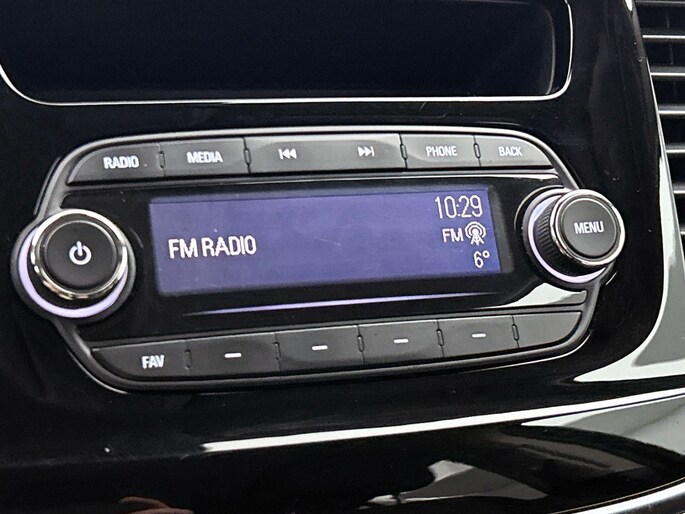 RADIO MEDIA PHONE BACK
10:29
FM RADIO
FM
6°
MENU
FAV